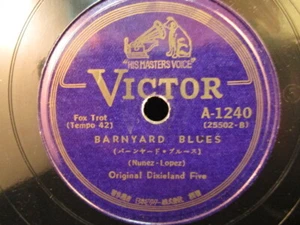 "HIS MASTER'S VOICE"
VICTOR
Fox Trot
(Tempo 42)
A-1240
(25502-B)
BARNYARD BLUES
(バーンヤード・ブルース)
(Nunez-Lopez)
Original Dixieland Five